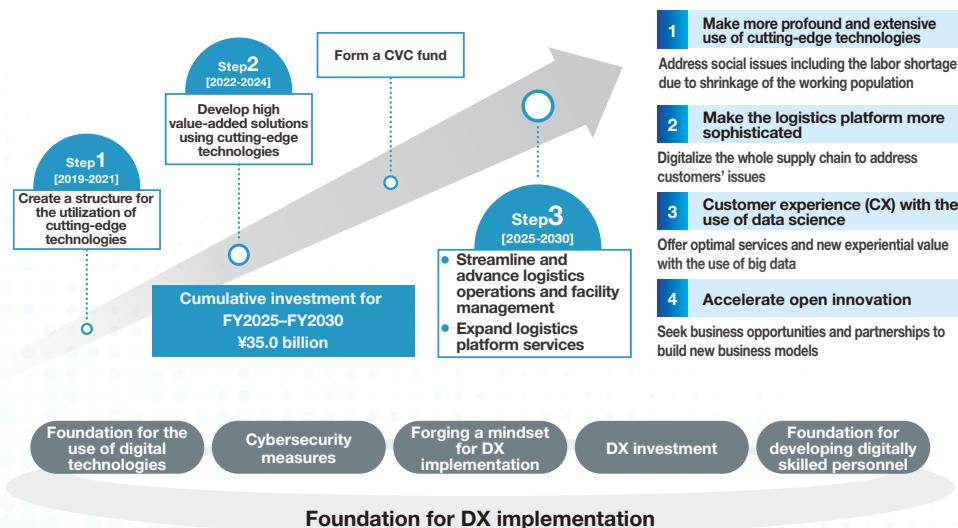 Step1
[2019-2021]
Create a structure for
the utilization of
cutting-edge
technologies
Step2
[2022-2024]
Develop high
value-added solutions
using cutting-edge
technologies
Form a CVC fund
Step3
[2025-2030]
● Streamline and
advance logistics
operations and facility
management
● Expand logistics
platform services
Cumulative investment for
FY2025–FY2030
¥35.0 billion
1 Make more profound and extensive
use of cutting-edge technologies
Address social issues including the labor shortage
due to shrinkage of the working population
2 Make the logistics platform more
sophisticated
Digitalize the whole supply chain to address
customers' issues
3 Customer experience (CX) with the
use of data science
Offer optimal services and new experiential value
with the use of big data
4 Accelerate open innovation
Seek business opportunities and partnerships to
build new business models
Foundation for the
use of digital
technologies
Cybersecurity
measures
Forging a mindset
for DX
implementation
DX investment
Foundation for
developing digitally
skilled personnel
Foundation for DX implementation